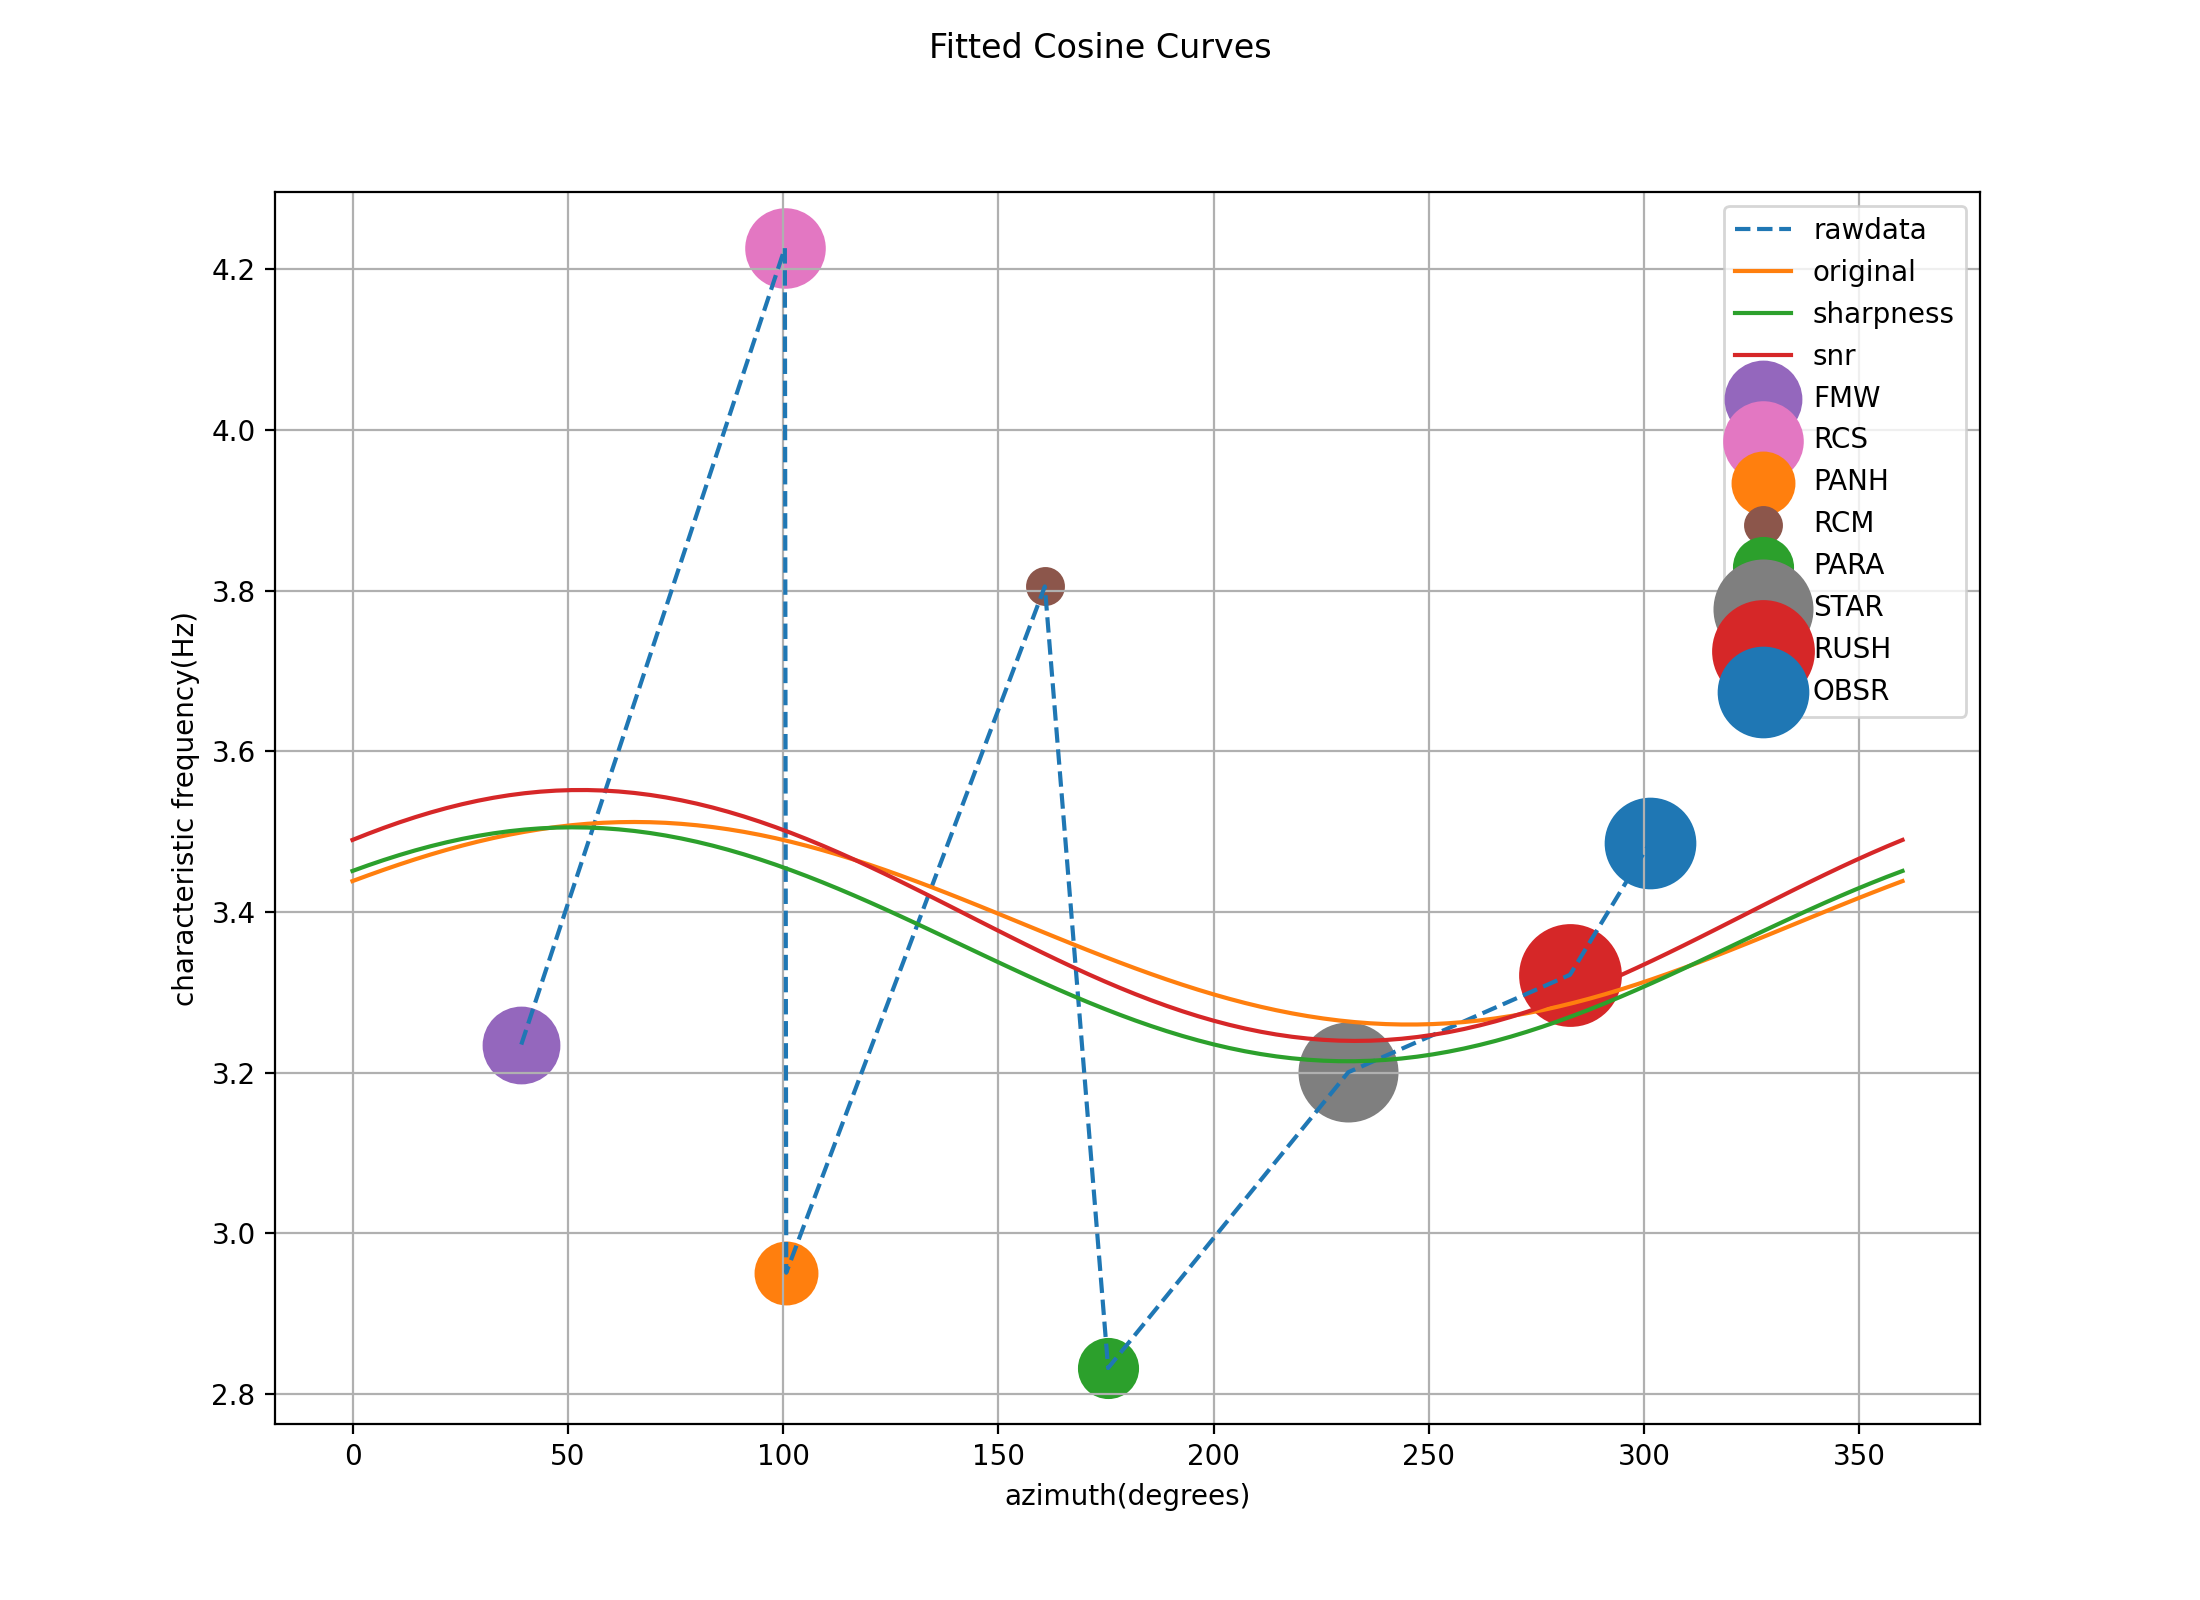 Fitted Cosine Curves
4.2
4.0
3.8
3.6
3.4
3.2
3.0
2.8
characteristic frequency(Hz)
0 50 100 150 200 250 300 350
azimuth(degrees)
rawdata
original
sharpness
snr
FMW
RCS
PANH
RCM
PARA
STAR
RUSH
OBSR